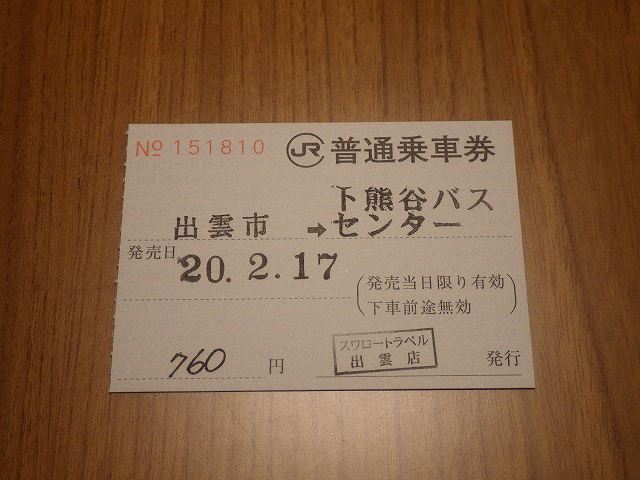 № 151810
JR 普通乗車券
下熊谷バス
出雲市 → センター
発売日
20. 2. 17
(発売当日限り有効
下車前途無効)
760 円
スワロートラベル
出雲店
発行